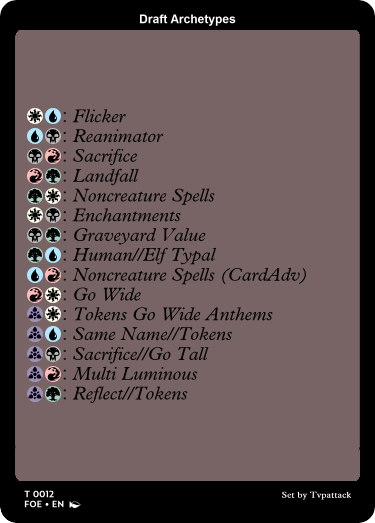 Draft Archetypes
: Flicker
: Reanimator
: Sacrifice
: Landfall
: Noncreature Spells
: Enchantments
: Graveyard Value
: Human//Elf Typal
: Noncreature Spells (CardAdv)
: Go Wide
: Tokens Go Wide Anthems
: Same Name//Tokens
: Sacrifice//Go Tall
: Multi Luminous
: Reflect//Tokens
T 0012
FOE • EN
Set by Tvpattack